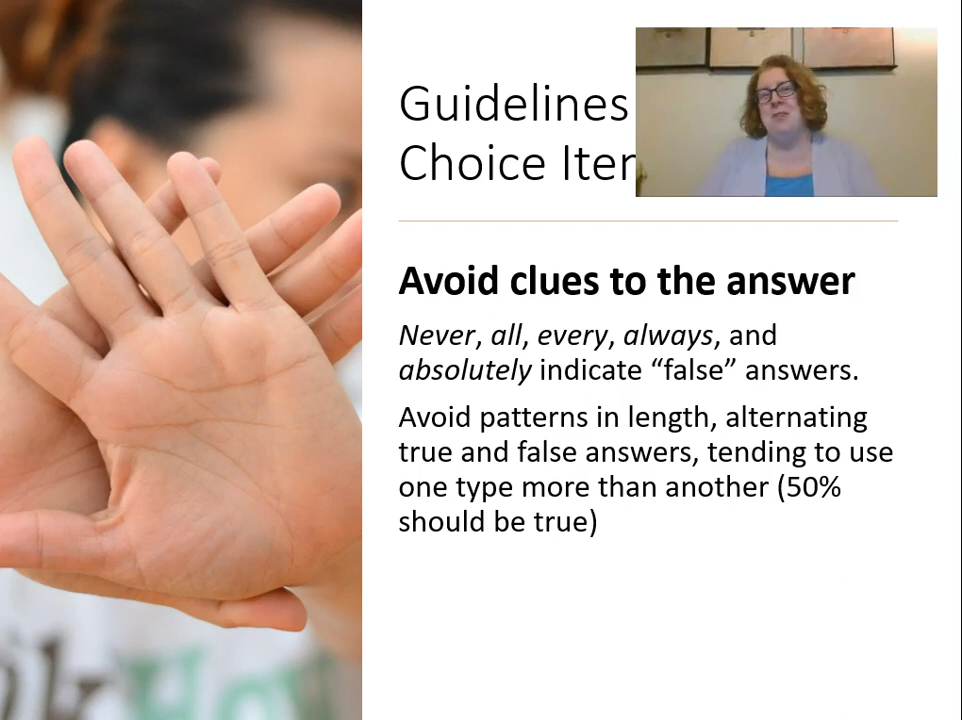 Guidelines
Choice
Avoid clues to the answer
Never, all, every, always, and
absolutely indicate “false” answers.
Avoid patterns in length, alternating
true and false answers, tending to use
one type more than another (50%
should be true)